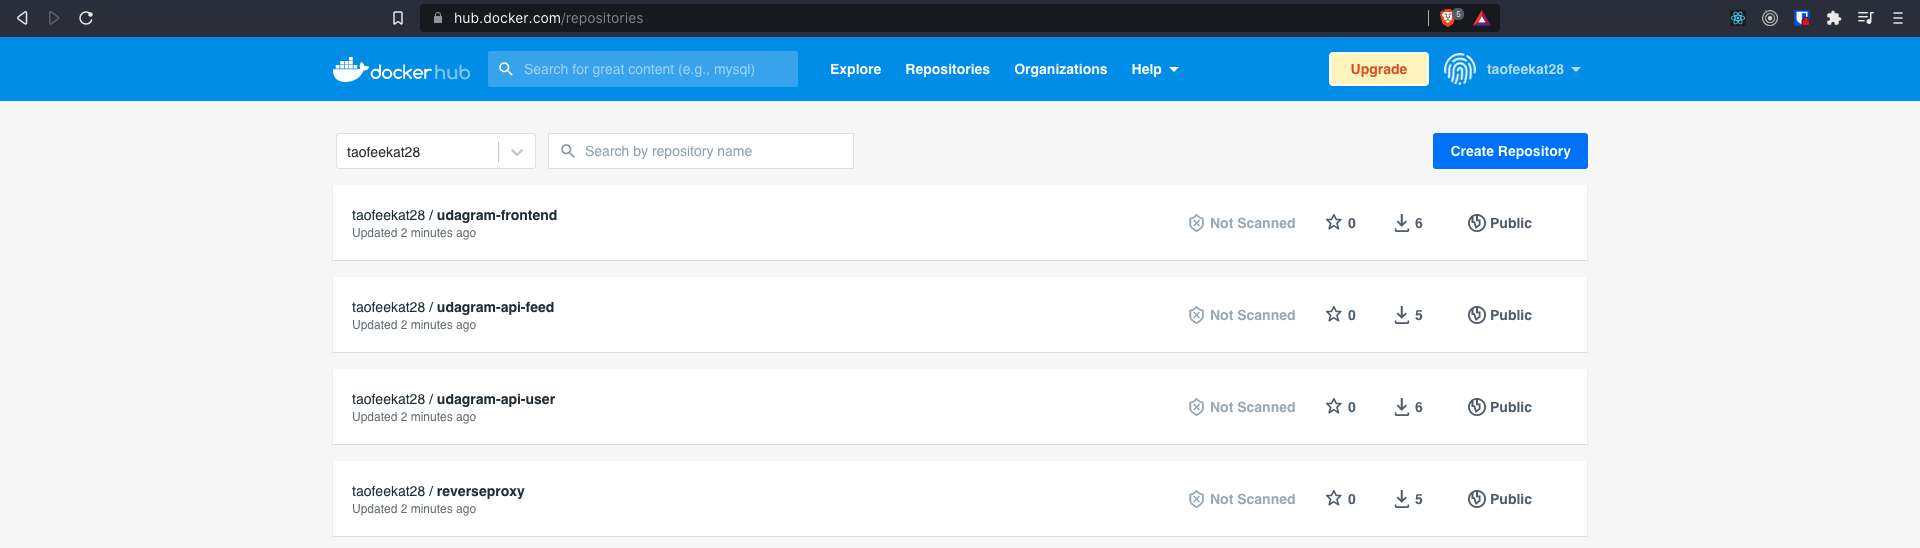 hub.docker.com/repositories
5
docker hub
Search for great content (e.g., mysql)
Explore
Repositories
Organizations
Help
Upgrade
taofeekat28
taofeekat28
Search by repository name
Create Repository
taofeekat28 / udagram-frontend
Updated 2 minutes ago
Not Scanned
0
6
Public
taofeekat28 / udagram-api-feed
Updated 2 minutes ago
Not Scanned
0
5
Public
taofeekat28 / udagram-api-user
Updated 2 minutes ago
Not Scanned
0
6
Public
taofeekat28 / reverseproxy
Updated 2 minutes ago
Not Scanned
0
5
Public